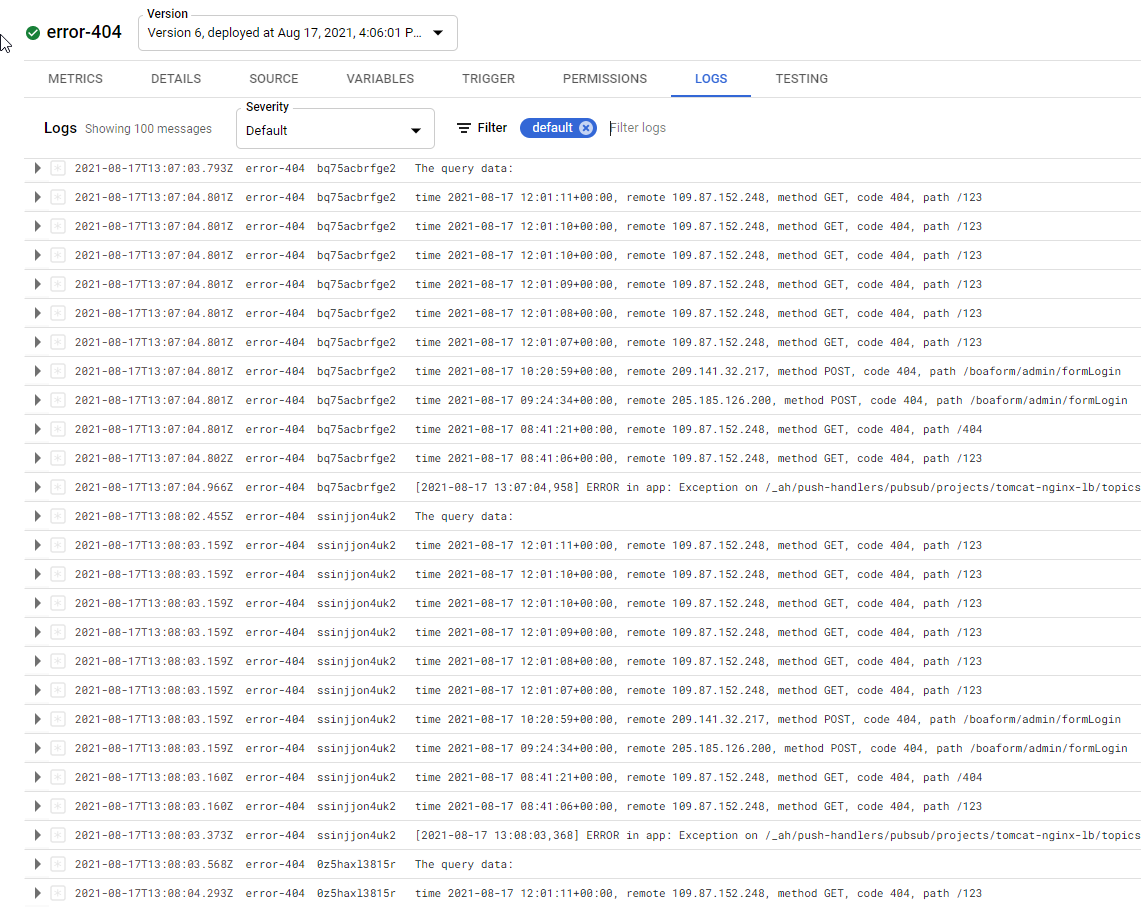 error-404
Version
Version 6, deployed at Aug 17, 2021, 4:06:01 P...
METRICS DETAILS SOURCE VARIABLES TRIGGER PERMISSIONS LOGS TESTING
Logs Showing 100 messages
Severity
Default
Filter default Filter logs
2021-08-17T13:07:03.793Z error-404 bq75acbrfge2 The query data:
2021-08-17T13:07:04.801Z error-404 bq75acbrfge2 time 2021-08-17 12:01:11+00:00, remote 109.87.152.248, method GET, code 404, path /123
2021-08-17T13:07:04.801Z error-404 bq75acbrfge2 time 2021-08-17 12:01:10+00:00, remote 109.87.152.248, method GET, code 404, path /123
2021-08-17T13:07:04.801Z error-404 bq75acbrfge2 time 2021-08-17 12:01:10+00:00, remote 109.87.152.248, method GET, code 404, path /123
2021-08-17T13:07:04.801Z error-404 bq75acbrfge2 time 2021-08-17 12:01:09+00:00, remote 109.87.152.248, method GET, code 404, path /123
2021-08-17T13:07:04.801Z error-404 bq75acbrfge2 time 2021-08-17 12:01:08+00:00, remote 109.87.152.248, method GET, code 404, path /123
2021-08-17T13:07:04.801Z error-404 bq75acbrfge2 time 2021-08-17 12:01:07+00:00, remote 109.87.152.248, method GET, code 404, path /123
2021-08-17T13:07:04.801Z error-404 bq75acbrfge2 time 2021-08-17 10:20:59+00:00, remote 209.141.32.217, method POST, code 404, path /boaform/admin/formLogin
2021-08-17T13:07:04.801Z error-404 bq75acbrfge2 time 2021-08-17 09:24:34+00:00, remote 205.185.126.200, method POST, code 404, path /boaform/admin/formLogin
2021-08-17T13:07:04.801Z error-404 bq75acbrfge2 time 2021-08-17 08:41:21+00:00, remote 109.87.152.248, method GET, code 404, path /404
2021-08-17T13:07:04.802Z error-404 bq75acbrfge2 time 2021-08-17 08:41:06+00:00, remote 109.87.152.248, method GET, code 404, path /123
2021-08-17T13:07:04.966Z error-404 bq75acbrfge2 [2021-08-17 13:07:04,958] ERROR in app: Exception on /_ah/push-handlers/pubsub/projects/tomcat-nginx-lb/topics
2021-08-17T13:08:02.455Z error-404 ssinjjon4uk2 The query data:
2021-08-17T13:08:03.159Z error-404 ssinjjon4uk2 time 2021-08-17 12:01:11+00:00, remote 109.87.152.248, method GET, code 404, path /123
2021-08-17T13:08:03.159Z error-404 ssinjjon4uk2 time 2021-08-17 12:01:10+00:00, remote 109.87.152.248, method GET, code 404, path /123
2021-08-17T13:08:03.159Z error-404 ssinjjon4uk2 time 2021-08-17 12:01:10+00:00, remote 109.87.152.248, method GET, code 404, path /123
2021-08-17T13:08:03.159Z error-404 ssinjjon4uk2 time 2021-08-17 12:01:09+00:00, remote 109.87.152.248, method GET, code 404, path /123
2021-08-17T13:08:03.159Z error-404 ssinjjon4uk2 time 2021-08-17 12:01:08+00:00, remote 109.87.152.248, method GET, code 404, path /123
2021-08-17T13:08:03.159Z error-404 ssinjjon4uk2 time 2021-08-17 12:01:07+00:00, remote 109.87.152.248, method GET, code 404, path /123
2021-08-17T13:08:03.159Z error-404 ssinjjon4uk2 time 2021-08-17 10:20:59+00:00, remote 209.141.32.217, method POST, code 404, path /boaform/admin/formLogin
2021-08-17T13:08:03.159Z error-404 ssinjjon4uk2 time 2021-08-17 09:24:34+00:00, remote 205.185.126.200, method POST, code 404, path /boaform/admin/formLogin
2021-08-17T13:08:03.160Z error-404 ssinjjon4uk2 time 2021-08-17 08:41:21+00:00, remote 109.87.152.248, method GET, code 404, path /404
2021-08-17T13:08:03.160Z error-404 ssinjjon4uk2 time 2021-08-17 08:41:06+00:00, remote 109.87.152.248, method GET, code 404, path /123
2021-08-17T13:08:03.373Z error-404 ssinjjon4uk2 [2021-08-17 13:08:03,368] ERROR in app: Exception on /_ah/push-handlers/pubsub/projects/tomcat-nginx-lb/topics
2021-08-17T13:08:03.568Z error-404 0z5haxl3815r The query data:
2021-08-17T13:08:04.293Z error-404 0z5haxl3815r time 2021-08-17 12:01:11+00:00, remote 109.87.152.248, method GET, code 404, path /123